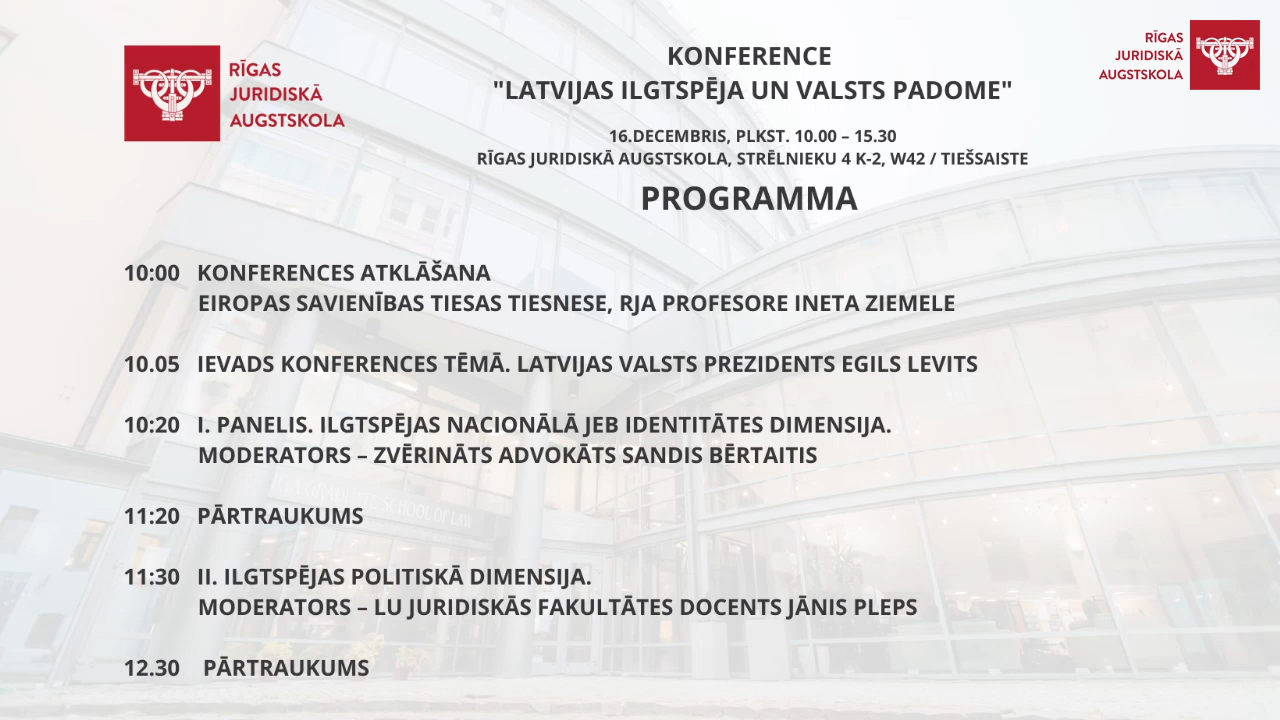 RĪGAS
JURIDISKĀ
AUGSTSKOLA
KONFERENCE
"LATVIJAS ILGTSPĒJA UN VALSTS PADOME"
16.DECEMBRIS, PLKST. 10.00 – 15.30
RĪGAS JURIDISKĀ AUGSTSKOLA, STRĒLNIEKU 4 K-2, W42 / TIEŠSAISTE
PROGRAMMA
RĪGAS
JURIDISKĀ
AUGSTSKOLA
10:00 KONFERENCES ATKLĀŠANA
EIROPAS SAVIENĪBAS TIESAS TIESNESE, RJA PROFESORE INETA ZIEMELE
10.05 IEVADS KONFERENCES TĒMĀ. LATVIJAS VALSTS PREZIDENTS EGILS LEVITS
10:20 I. PANELIS. ILGTSPĒJAS NACIONĀLĀ JEB IDENTITĀTES DIMENSIJA.
MODERATORS – ZVĒRINĀTS ADVOKĀTS SANDIS BĒRTAITIS
11:20 PĀRTRAUKUMS
SCHOOL OF LAW
11:30 II. ILGTSPĒJAS POLITISKĀ DIMENSIJA.
MODERATORS – LU JURIDISKĀS FAKULTĀTES DOCENTS JĀNIS PLEPS
12.30 PĀRTRAUKUMS